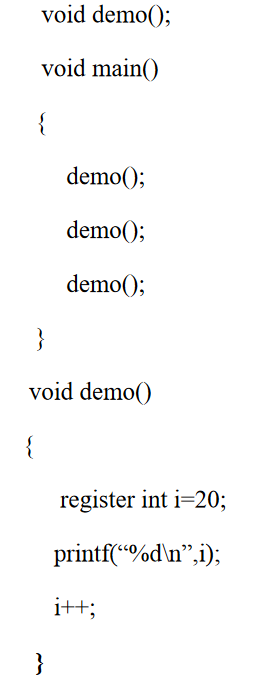 void demo();
void main()
{
demo();
demo();
demo();
}
void demo()
{
register int i=20;
printf(“%d\n”,i);
i++;
}